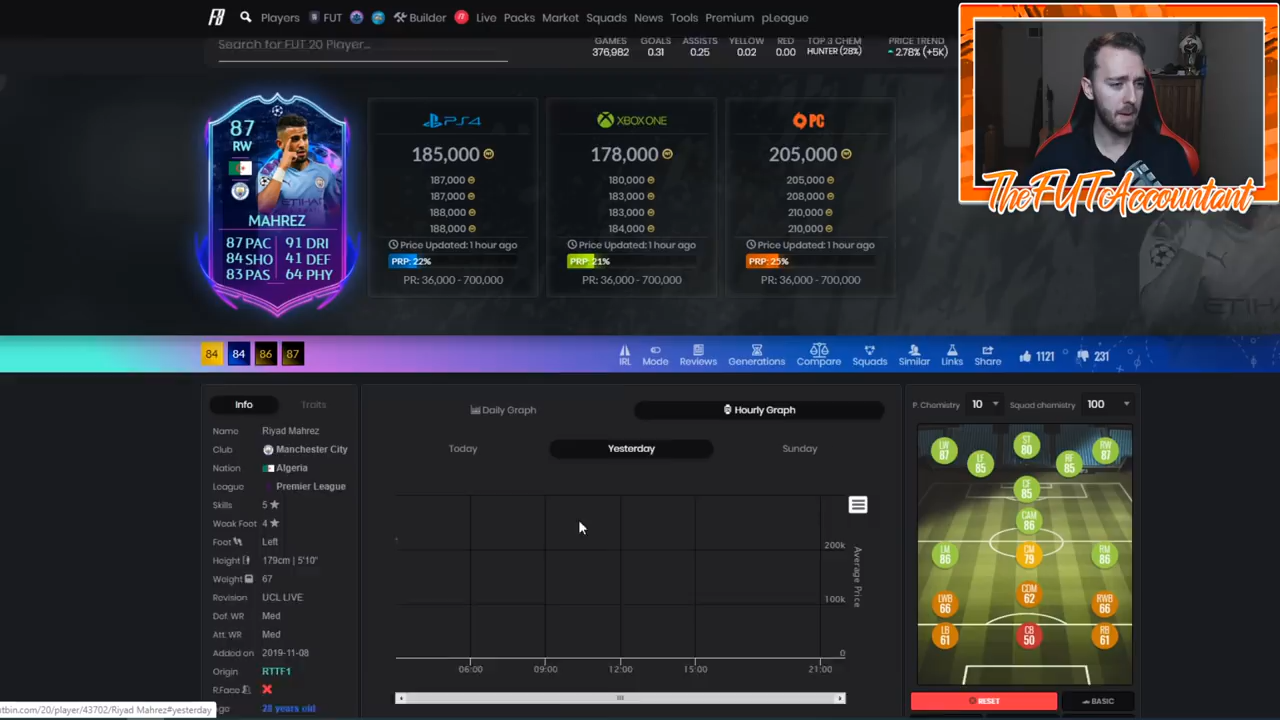 F8 Players FUT Builder Live Packs Market Squads News Tools Premium pLeague
Search for FUT 20 Player...
GAMES GOALS ASSISTS YELLOW RED TOP 3 CHEM PRICE TREND
376,982 0.31 0.25 0.02 0.00 HUNTER (28%) 2.78% (+5K)
TheFUTAccountant
87
RW
MAHREZ
87 PAC 91 DRI
84 SHO 41 DEF
83 PAS 64 PHY
PS4
185,000
187,000
187,000
188,000
188,000
Price Updated: 1 hour ago
PRP: 22%
PR: 36,000 - 700,000
XBOX ONE
178,000
180,000
183,000
183,000
184,000
Price Updated: 1 hour ago
PRP: 21%
PR: 36,000 - 700,000
PC
205,000
205,000
208,000
210,000
210,000
Price Updated: 1 hour ago
PRP: 25%
PR: 36,000 - 700,000
84 84 86 87
IRL Mode Reviews Generations Compare Squads Similar Links Share 1121 231
Info Traits
Name Riyad Mahrez
Club Manchester City
Nation Algeria
League Premier League
Skills 5★
Weak Foot 4★
Foot Left
Height 179cm | 5'10"
Weight 67
Revision UCL LIVE
Def. WR Med
Att. WR Med
Added on 2019-11-08
Origin RTTF1
R.Face
Age 28 years old
Daily Graph Hourly Graph
Today Yesterday Sunday
200k
100k
0
Average Price
06:00 09:00 12:00 15:00 21:00
P. Chemistry 10 Squad chemistry 100
LW 87
ST 80
RW 87
LF 85
RF 85
CF 85
CAM 86
LM 86
CM 79
RM 86
CDM 62
LWB 66
RWB 66
LB 61
CB 50
RB 61
RESET BASIC
utbin.com/20/player/43702/Riyad Mahrez#yesterday